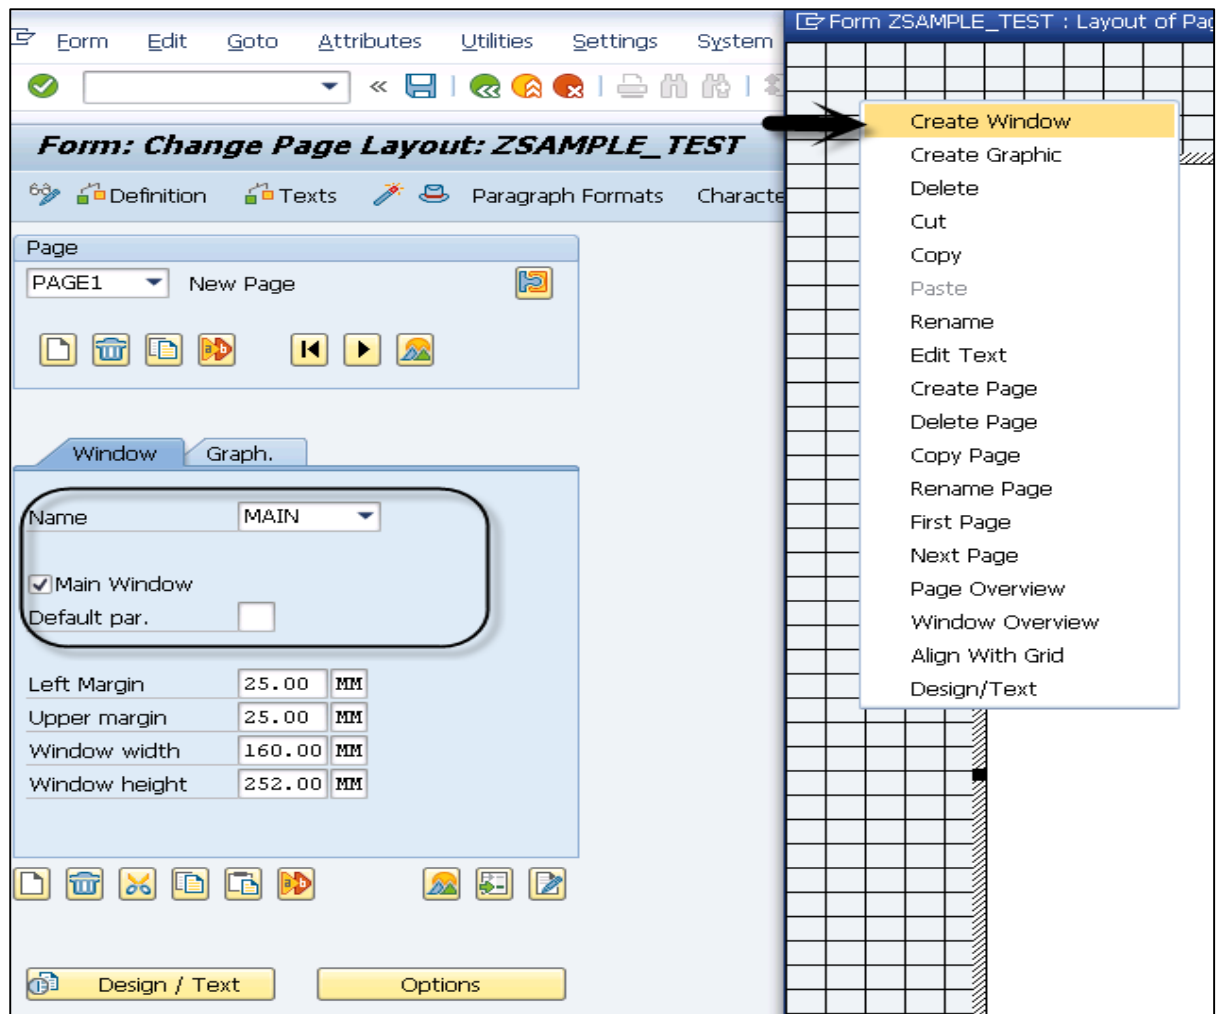 Form Edit Goto Attributes Utilities Settings System
Form: Change Page Layout: ZSAMPLE_TEST
Definition Texts Paragraph Formats Characte
Page
PAGE1 New Page
Window Graph.
Name MAIN
Main Window
Default par.
Left Margin 25.00 MM
Upper margin 25.00 MM
Window width 160.00 MM
Window height 252.00 MM
Design / Text Options
Form ZSAMPLE_TEST : Layout of Pag
Create Window
Create Graphic
Delete
Cut
Copy
Paste
Rename
Edit Text
Create Page
Delete Page
Copy Page
Rename Page
First Page
Next Page
Page Overview
Window Overview
Align With Grid
Design/Text